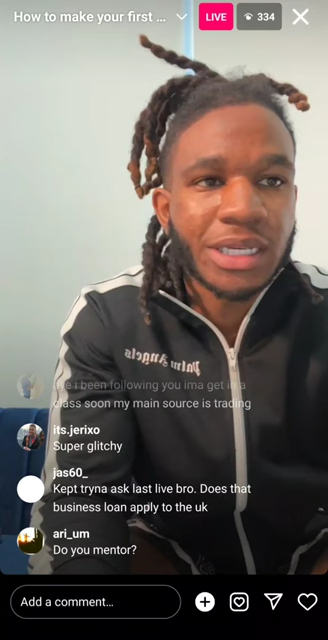 How to make your first ...
LIVE
334
Palm Angels
i been following you ima get in a
class soon my main source is trading
its.jerixo
Super glitchy
jas60_
Kept tryna ask last live bro. Does that
business loan apply to the uk
ari_um
Do you mentor?
Add a comment...